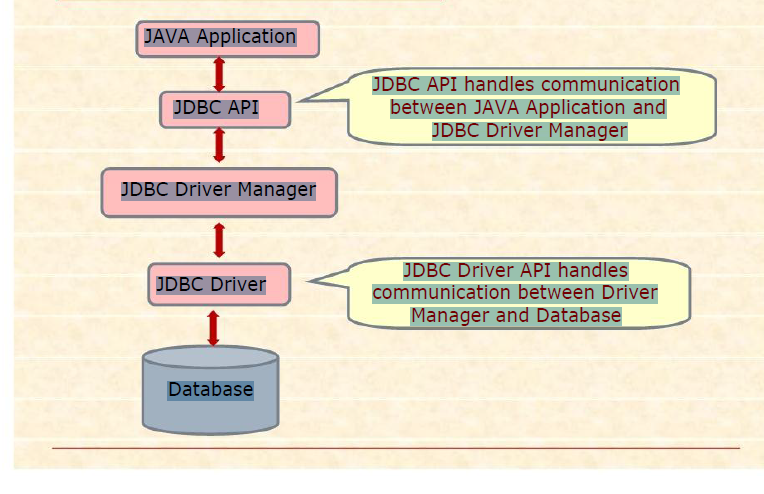 JAVA Application
JDBC API
JDBC API handles communication
between JAVA Application and
JDBC Driver Manager
JDBC Driver Manager
JDBC Driver
JDBC Driver API handles
communication between Driver
Manager and Database
Database